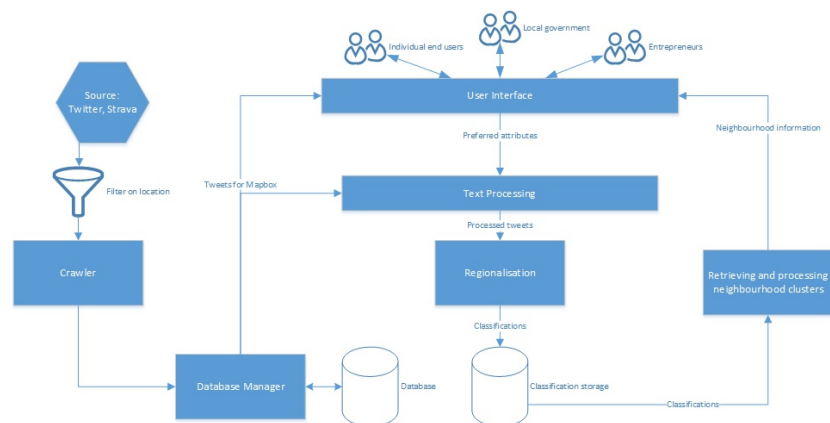 Local government
Individual end users
Entrepreneurs
Source:
Twitter, Strava
User Interface
Preferred attributes
Neighbourhood information
Filter on location
Tweets for Mapbox
Text Processing
Processed tweets
Crawler
Regionalisation
Retrieving and processing
neighbourhood clusters
Classifications
Database Manager
Database
Classification storage
Classifications